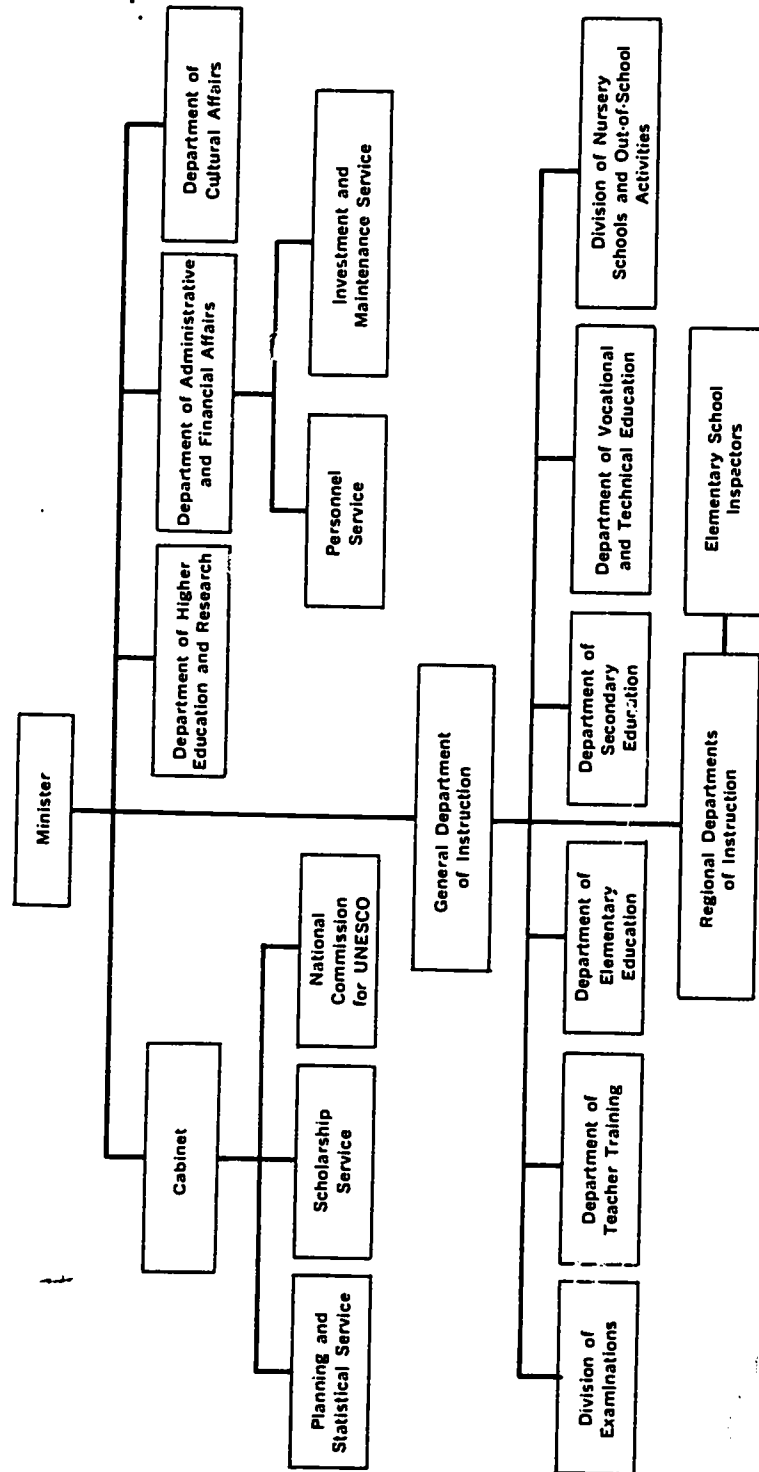 Minister
Cabinet
Department of Higher
Education and Research
Department of Administrative
and Financial Affairs
Department of
Cultural Affairs
Planning and
Statistical Service
Scholarship
Service
National
Commission
for UNESCO
Personnel
Service
Investment and
Maintenance Service
General Department
of Instruction
Division of
Examinations
Department of
Teacher Training
Department of
Elementary
Education
Department of
Secondary
Education
Department of Vocational
and Technical Education
Division of Nursery
Schools and Out-of-School
Activities
Regional Departments
of Instruction
Elementary School
Inspectors